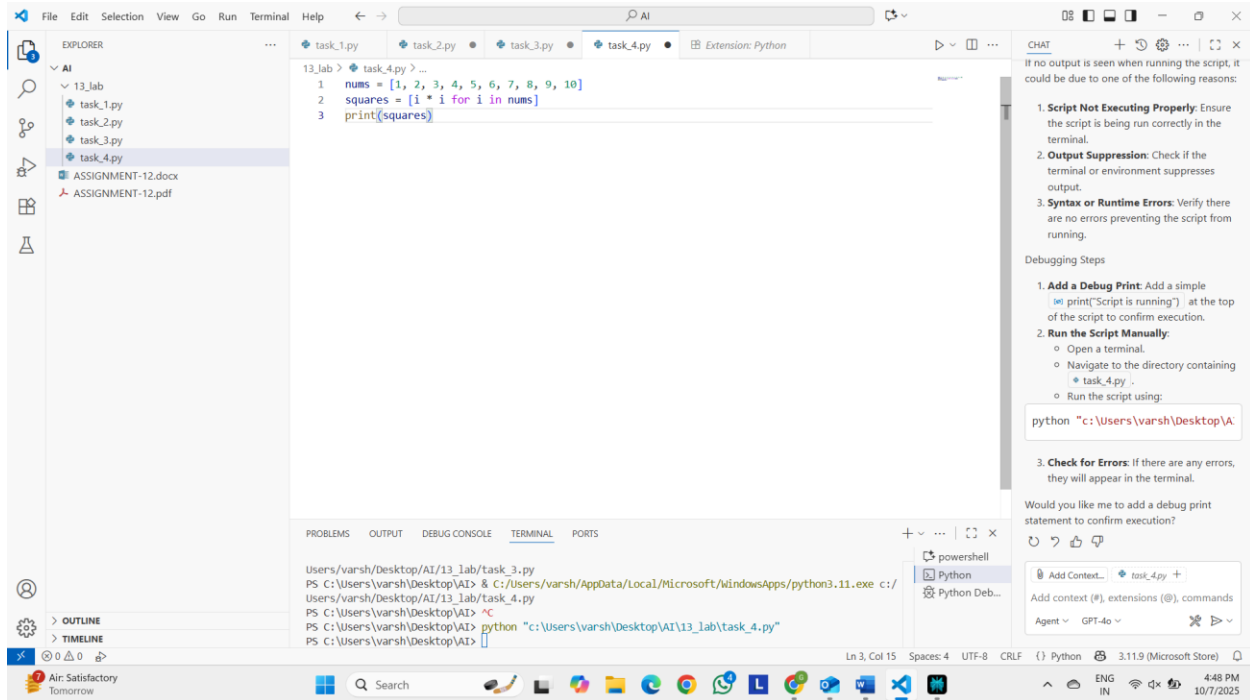 File Edit Selection View Go Run Terminal Help
AI
EXPLORER
AI
13_lab
task_1.py
task_2.py
task_3.py
task_4.py
ASSIGNMENT-12.docx
ASSIGNMENT-12.pdf
OUTLINE
TIMELINE
task_1.py task_2.py task_3.py task_4.py Extension: Python
13_lab > task_4.py > ...
1 nums = [1, 2, 3, 4, 5, 6, 7, 8, 9, 10]
2 squares = [i * i for i in nums]
3 print(squares)
PROBLEMS OUTPUT DEBUG CONSOLE TERMINAL PORTS
Users/varsh/Desktop/AI/13_lab/task_3.py
PS C:\Users\varsh\Desktop\AI> & C:/Users/varsh/AppData/Local/Microsoft/WindowsApps/python3.11.exe c:/
Users/varsh/Desktop/AI/13_lab/task_4.py
PS C:\Users\varsh\Desktop\AI> ^C
PS C:\Users\varsh\Desktop\AI> python "c:\Users\varsh\Desktop\AI\13_lab\task_4.py"
PS C:\Users\varsh\Desktop\AI>
powershell
Python
Python Deb...
CHAT
If no output is seen when running the script, it
could be due to one of the following reasons:
1. Script Not Executing Properly: Ensure
the script is being run correctly in the
terminal.
2. Output Suppression: Check if the
terminal or environment suppresses
output.
3. Syntax or Runtime Errors: Verify there
are no errors preventing the script from
running.
Debugging Steps
1. Add a Debug Print: Add a simple
print("Script is running") at the top
of the script to confirm execution.
2. Run the Script Manually:
Open a terminal.
Navigate to the directory containing
task_4.py .
Run the script using:
python "c:\Users\varsh\Desktop\A
3. Check for Errors: If there are any errors,
they will appear in the terminal.
Would you like me to add a debug print
statement to confirm execution?
Add Context... task_4.py
Add context (#), extensions (@), commands
Agent GPT-4o
3
0 0
Ln 3, Col 15 Spaces: 4 UTF-8 CRLF {} Python 3.11.9 (Microsoft Store)
7
Air: Satisfactory
Tomorrow
Search
ENG
IN
4:48 PM
10/7/2025